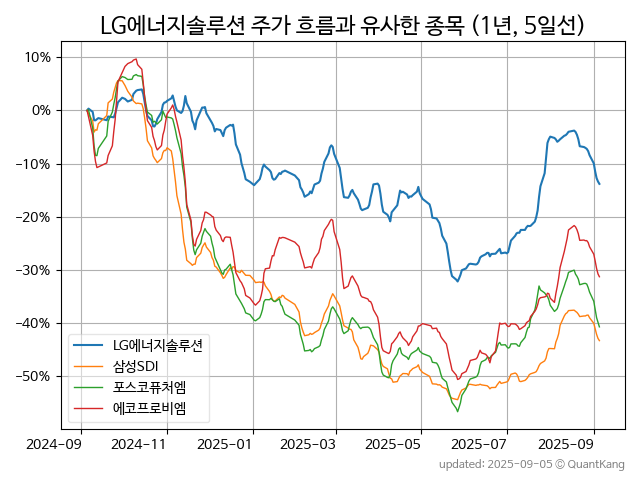 LG에너지솔루션 주가 흐름과 유사한 종목 (1년, 5일선)
10%
0%
−10%
−20%
−30%
−40%
−50%
LG에너지솔루션
삼성SDI
포스코퓨처엠
에코프로비엠
2024-09 2024-11 2025-01 2025-03 2025-05 2025-07 2025-09
updated: 2025-09-05 © QuantKang